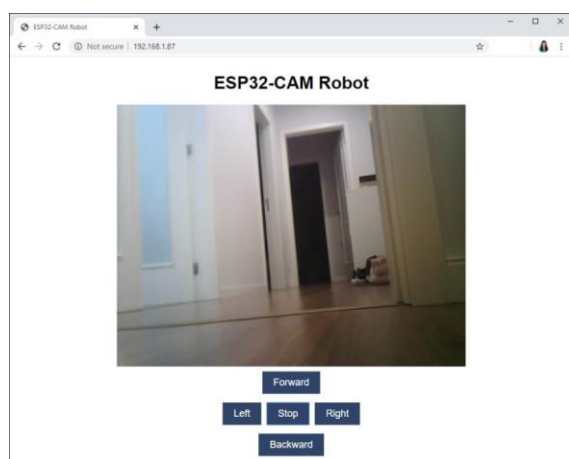 ESP32-CAM Robot
Not secure | 192.168.1.87
ESP32-CAM Robot
Forward
Left Stop Right
Backward